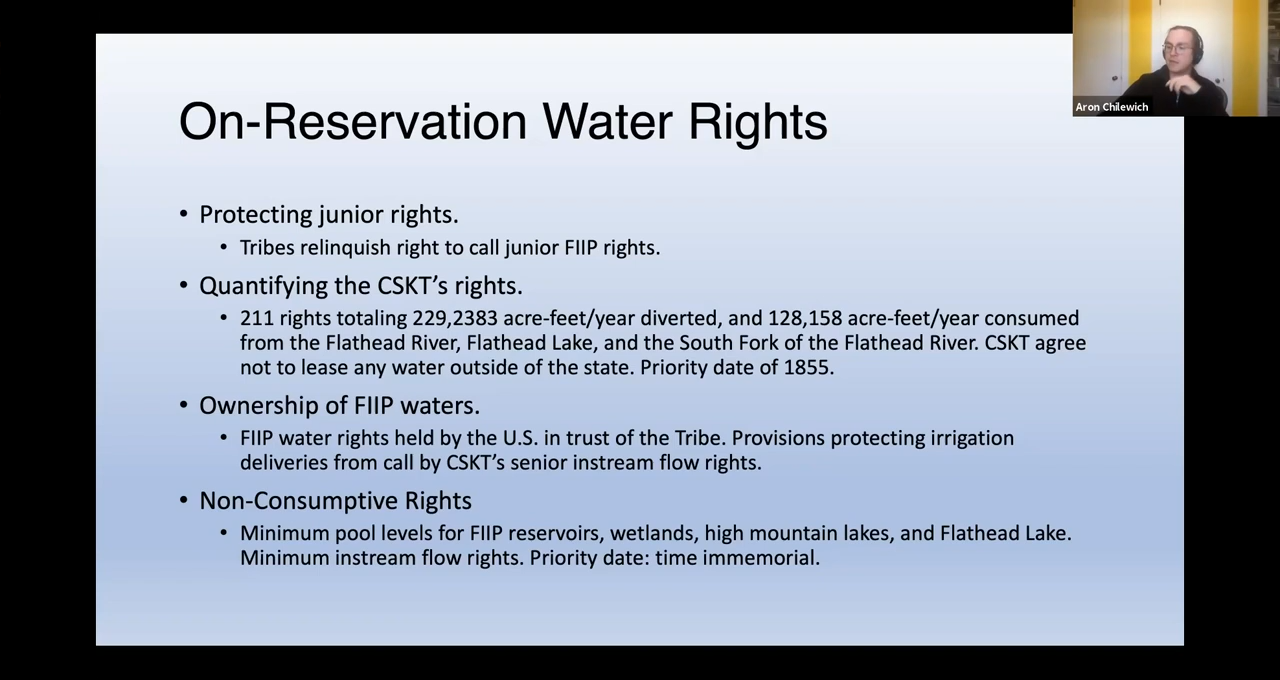 On-Reservation Water Rights
Aron Chilewich
• Protecting junior rights.
• Tribes relinquish right to call junior FIIP rights.
• Quantifying the CSKT’s rights.
• 211 rights totaling 229,2383 acre-feet/year diverted, and 128,158 acre-feet/year consumed
from the Flathead River, Flathead Lake, and the South Fork of the Flathead River. CSKT agree
not to lease any water outside of the state. Priority date of 1855.
• Ownership of FIIP waters.
• FIIP water rights held by the U.S. in trust of the Tribe. Provisions protecting irrigation
deliveries from call by CSKT’s senior instream flow rights.
• Non-Consumptive Rights
• Minimum pool levels for FIIP reservoirs, wetlands, high mountain lakes, and Flathead Lake.
Minimum instream flow rights. Priority date: time immemorial.